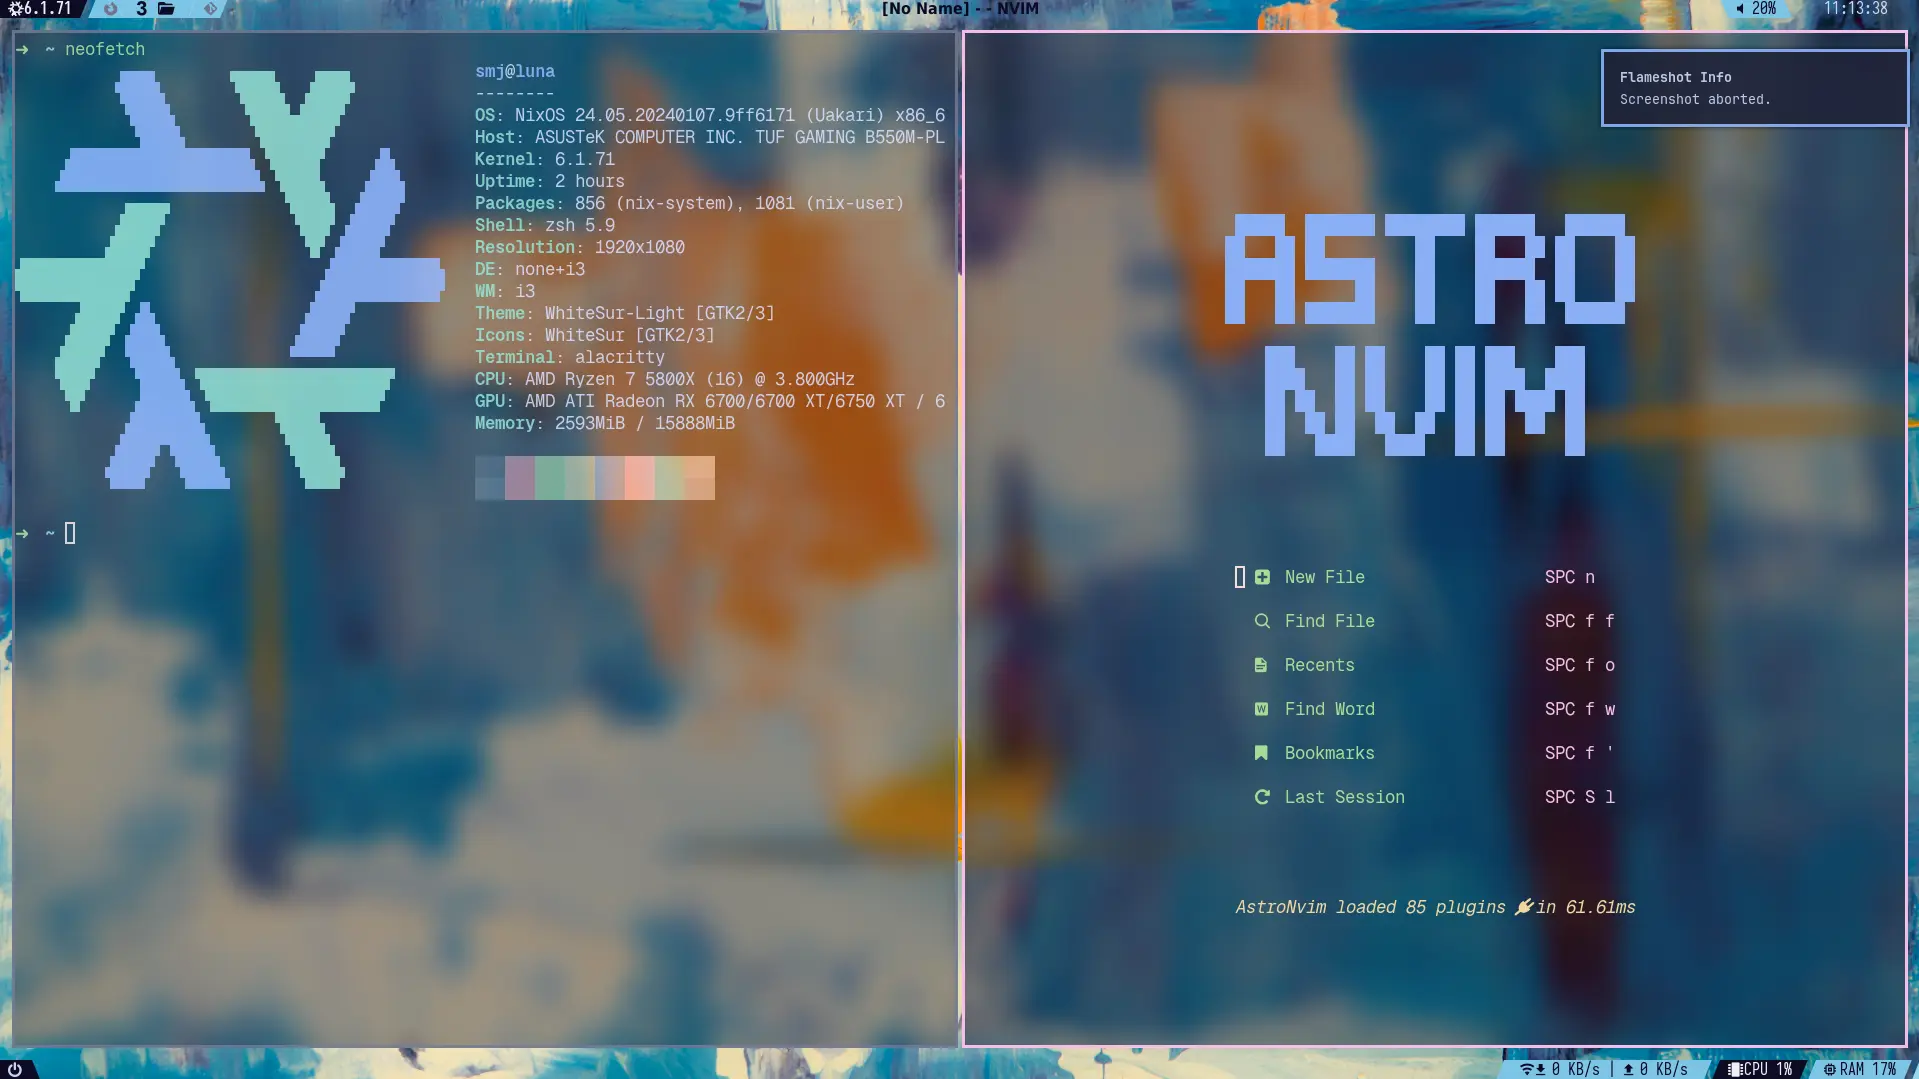 6.1.71
3
[No Name] - - NVIM
20%
11:13:38
➜ ~ neofetch
smj@luna
--------
OS: NixOS 24.05.20240107.9ff6171 (Uakari) x86_6
Host: ASUSTeK COMPUTER INC. TUF GAMING B550M-PL
Kernel: 6.1.71
Uptime: 2 hours
Packages: 856 (nix-system), 1081 (nix-user)
Shell: zsh 5.9
Resolution: 1920x1080
DE: none+i3
WM: i3
Theme: WhiteSur-Light [GTK2/3]
Icons: WhiteSur [GTK2/3]
Terminal: alacritty
CPU: AMD Ryzen 7 5800X (16) @ 3.800GHz
GPU: AMD ATI Radeon RX 6700/6700 XT/6750 XT / 6
Memory: 2593MiB / 15888MiB
➜ ~
Flameshot Info
Screenshot aborted.
ASTRO
NVIM
New File SPC n
Find File SPC f f
Recents SPC f o
Find Word SPC f w
Bookmarks SPC f '
Last Session SPC S l
AstroNvim loaded 85 plugins in 61.61ms
0 KB/s | 0 KB/s
CPU 1%
RAM 17%